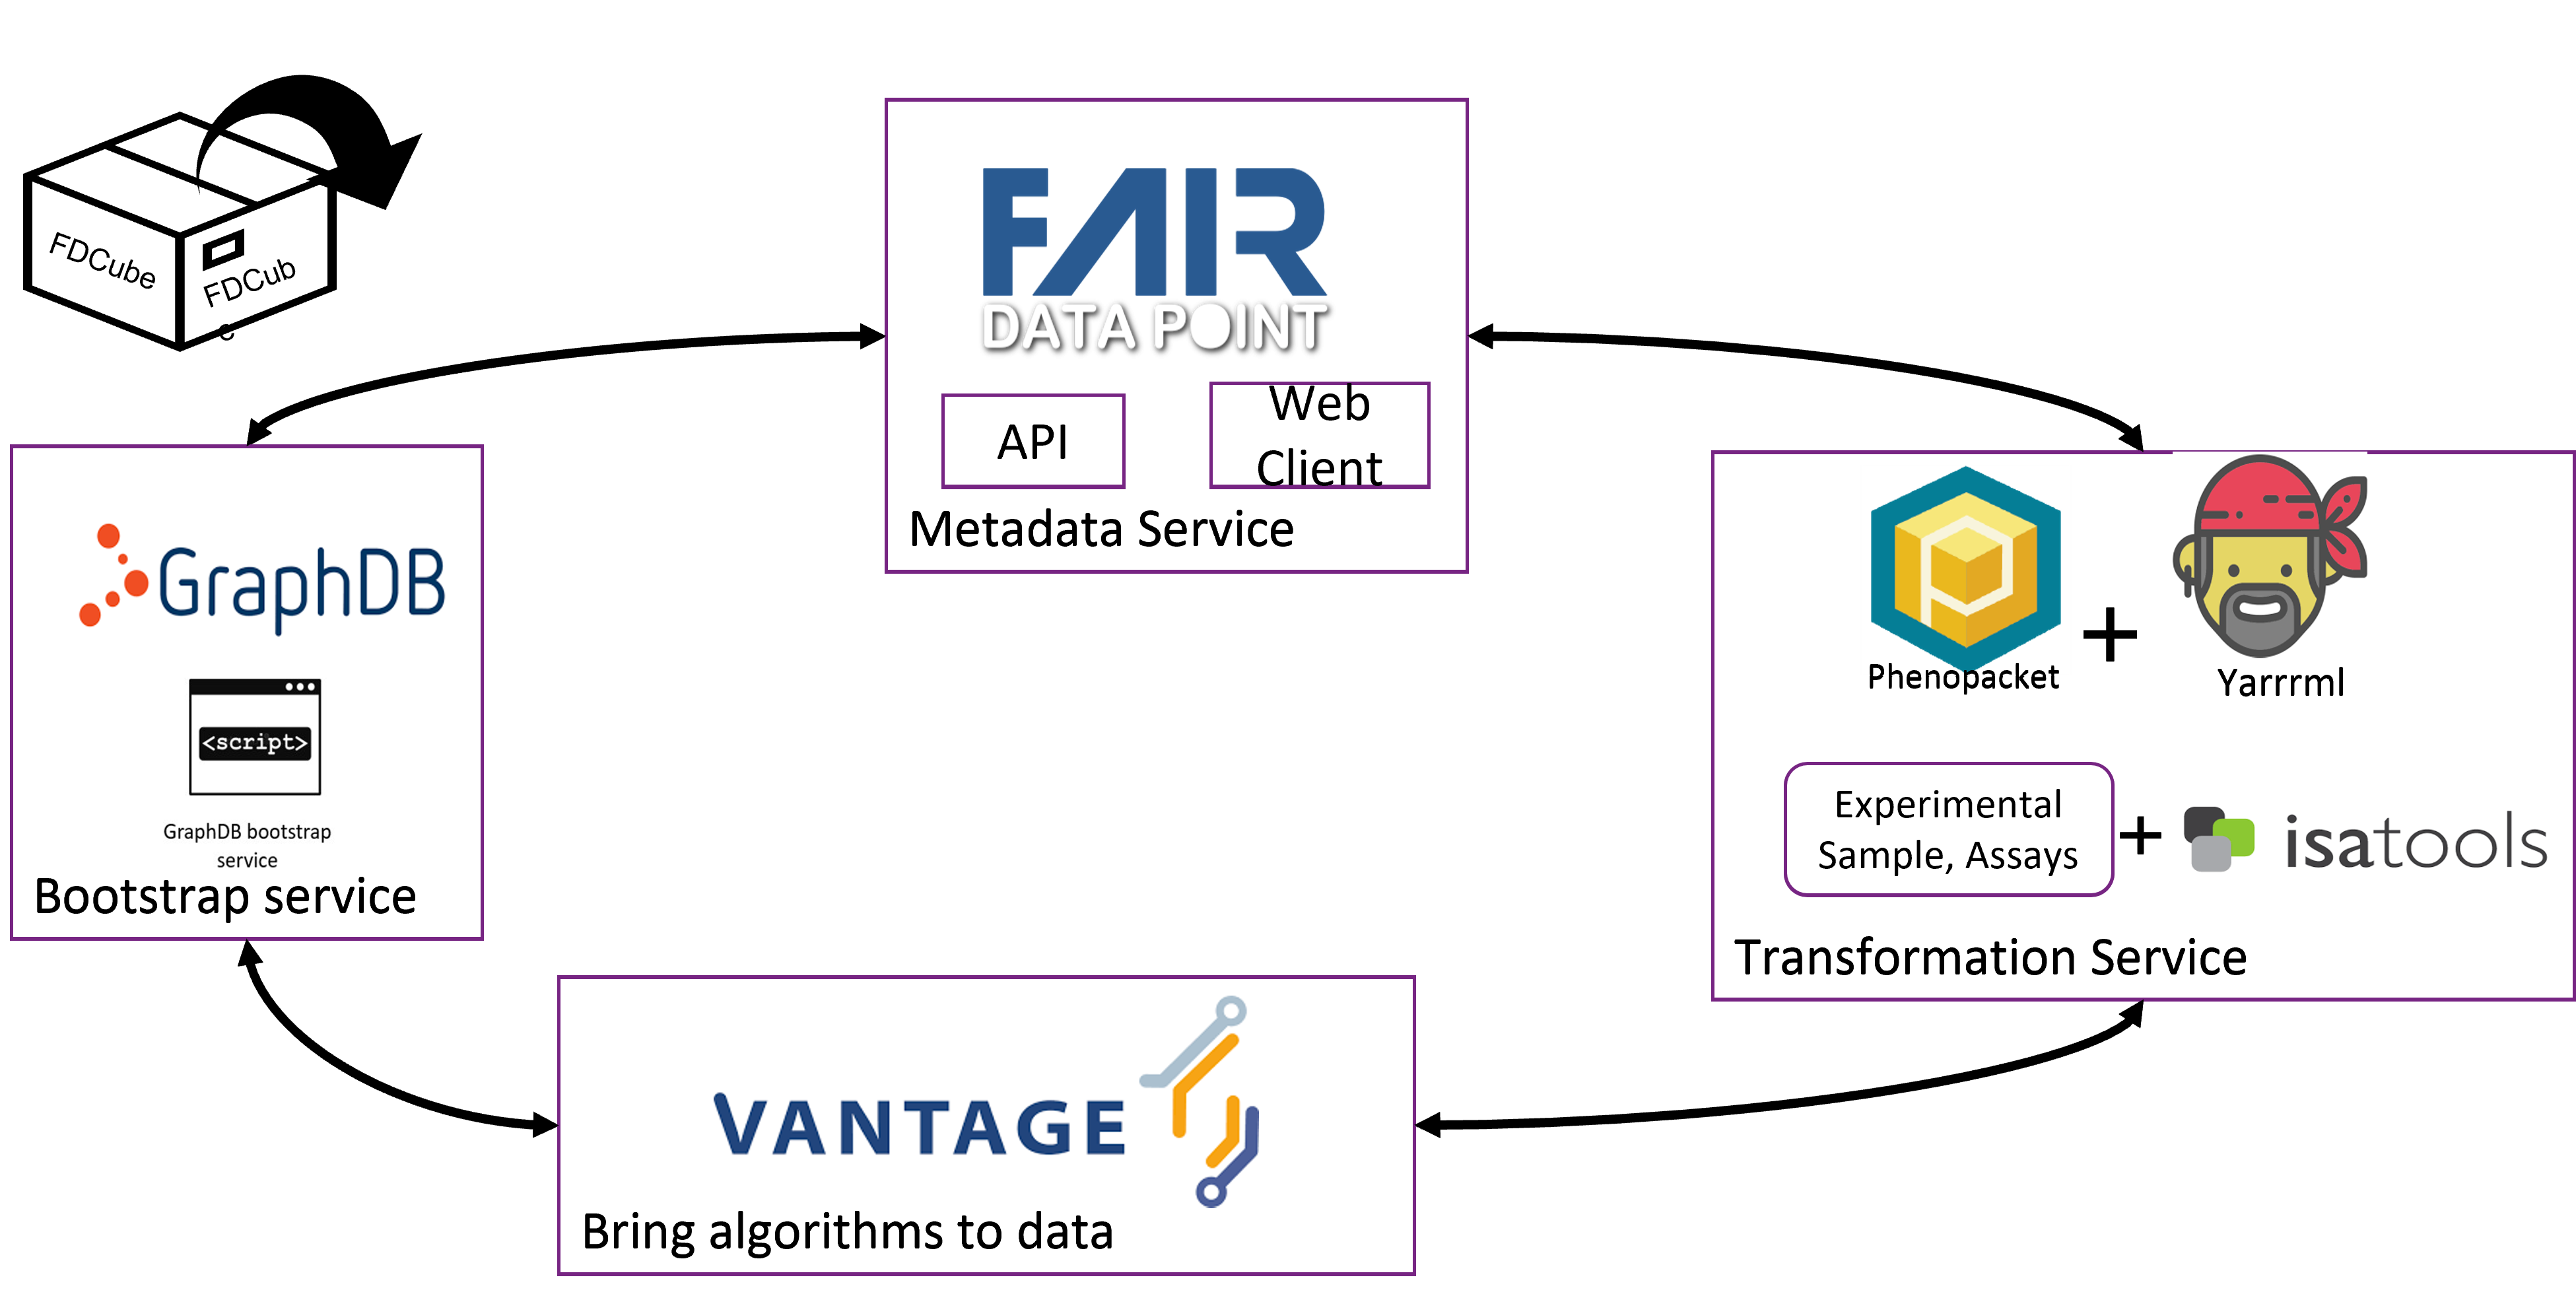 FDCube
FDCub
e
FAIR
DATA POINT
API
Web
Client
Metadata Service
GraphDB
<script>
GraphDB bootstrap
service
Bootstrap service
Phenopacket
+
Yarrrml
Experimental
Sample, Assays
+
isatools
Transformation Service
VANTAGE
Bring algorithms to data